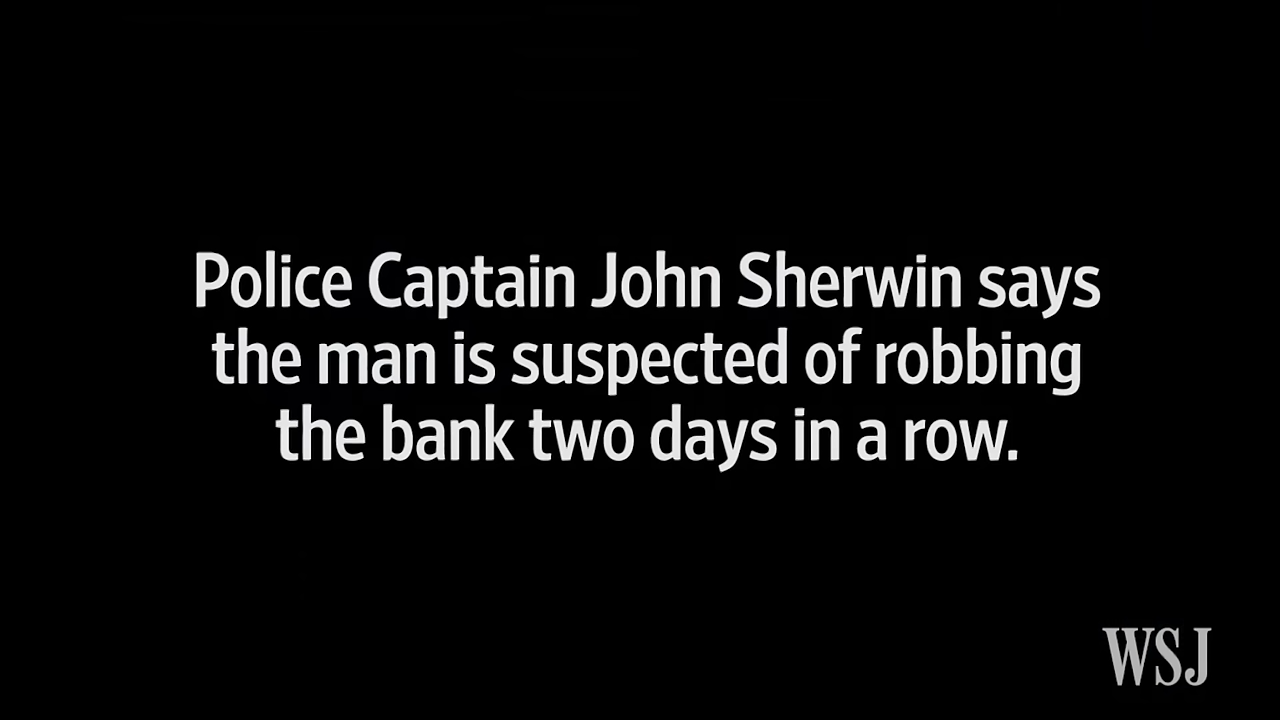 Police Captain John Sherwin says
the man is suspected of robbing
the bank two days in a row.
WSJ